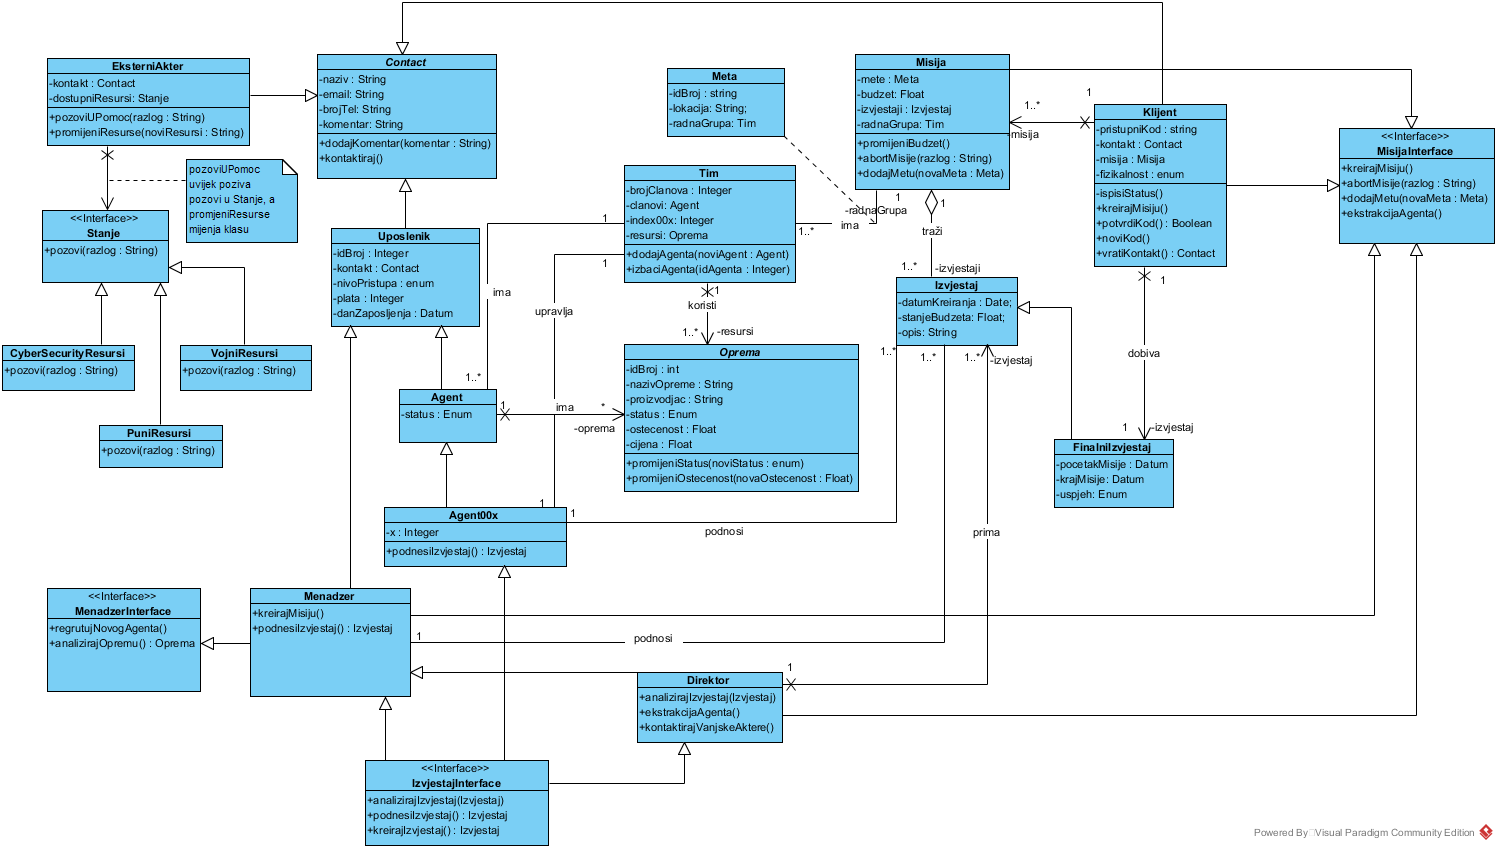 EksterniAkter
-kontakt : Contact
-dostupniResursi: Stanje
+pozoviUPomoc(razlog : String)
+promijeniResurse(noviResursi : String)
pozoviUPomoc
uvijek poziva
pozovi u Stanje, a
promjeniResurse
mijenja klasu
<<Interface>>
Stanje
+pozovi(razlog : String)
CyberSecurityResursi
+pozovi(razlog : String)
VojniResursi
+pozovi(razlog : String)
PuniResursi
+pozovi(razlog : String)
Contact
-naziv : String
-email: String
-brojTel: String
-komentar: String
+dodajKomentar(komentar : String)
+kontaktiraj()
Uposlenik
-idBroj : Integer
-kontakt : Contact
-nivoPristupa : enum
-plata : Integer
-danZaposljenja : Datum
Agent
-status : Enum
Agent00x
-x : Integer
+podnesiIzvjestaj() : Izvjestaj
Meta
-idBroj : string
-lokacija: String;
-radnaGrupa: Tim
Tim
-brojClanova : Integer
-clanovi: Agent
-index00x: Integer
-resursi: Oprema
+dodajAgenta(noviAgent : Agent)
+izbaciAgenta(idAgenta : Integer)
1
1
ima
upravlja
1..*
1
1
koristi
1..*
-resursi
Oprema
-idBroj : int
-nazivOpreme : String
-proizvodjac : String
-status : Enum
-ostecenost : Float
-cijena : Float
+promijeniStatus(noviStatus : enum)
+promijeniOstecenost(novaOstecenost : Float)
1
ima
*
-oprema
Misija
-mete : Meta
-budzet: Float
-izvjestaji : Izvjestaj
-radnaGrupa: Tim
+promijeniBudzet()
+abortMisije(razlog : String)
+dodajMetu(novaMeta : Meta)
1
-radnaGrupa
ima
1..*
1
traži
1..*
-izvjestaji
Izvjestaj
-datumKreiranja : Date;
-stanjeBudzeta: Float;
-opis: String
1..*
1..*
1..*
-izvjestaj
1
1..*
-misija
Klijent
-pristupniKod : string
-kontakt : Contact
-misija : Misija
-fizikalnost : enum
-ispisiStatus()
+kreirajMisiju()
+potvrdiKod() : Boolean
+noviKod()
+vratiKontakt() : Contact
1
dobiva
1
-izvjestaj
FinalniIzvjestaj
-pocetakMisije : Datum
-krajMisije: Datum
-uspjeh: Enum
<<Interface>>
MisijaInterface
+kreirajMisiju()
+abortMisije(razlog : String)
+dodajMetu(novaMeta : Meta)
+ekstrakcijaAgenta()
1
podnosi
prima
<<Interface>>
MenadzerInterface
+regrutujNovogAgenta()
+analizirajOpremu() : Oprema
Menadzer
+kreirajMisiju()
+podnesiIzvjestaj() : Izvjestaj
1
podnosi
Direktor
+analizirajIzvjestaj(Izvjestaj)
+ekstrakcijaAgenta()
+kontaktirajVanjskeAktere()
1
<<Interface>>
IzvjestajInterface
+analizirajIzvjestaj(Izvjestaj)
+podnesiIzvjestaj() : Izvjestaj
+kreirajIzvjestaj() : Izvjestaj
Powered By Visual Paradigm Community Edition